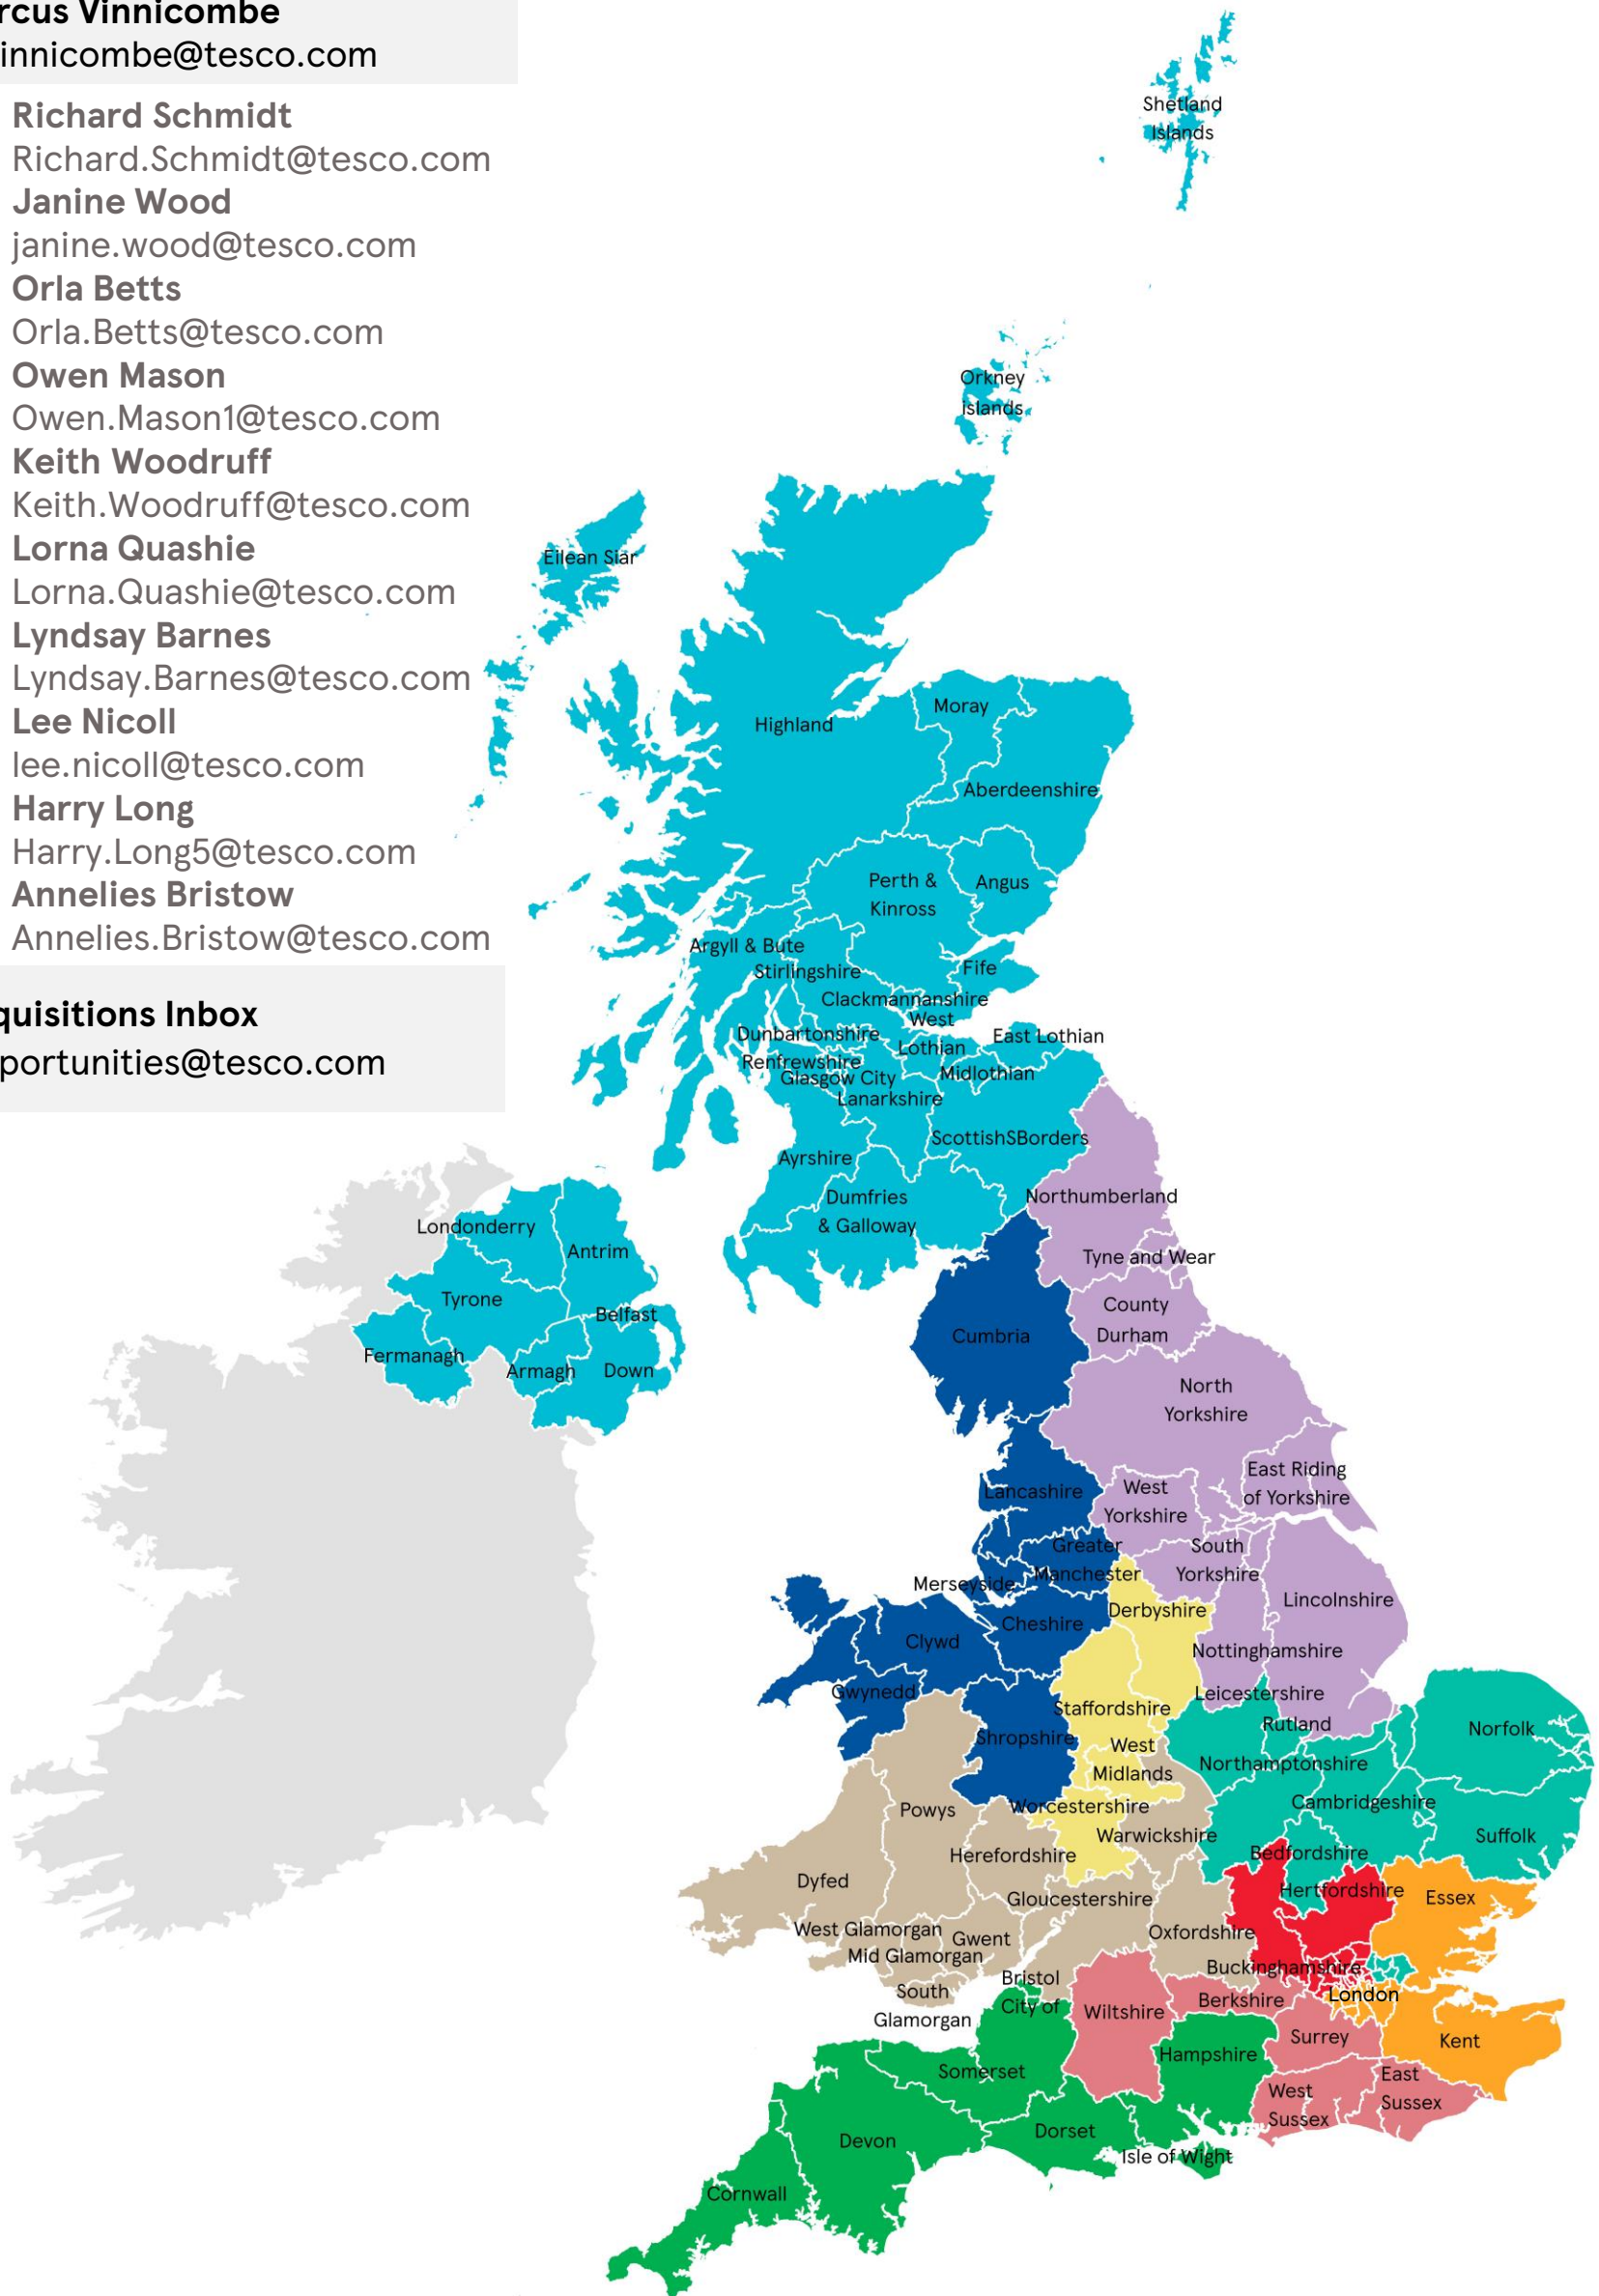 rcus Vinnicombe
innicombe@tesco.com
Richard Schmidt
Richard.Schmidt@tesco.com
Janine Wood
janine.wood@tesco.com
Orla Betts
Orla.Betts@tesco.com
Owen Mason
Owen.Mason1@tesco.com
Keith Woodruff
Keith.Woodruff@tesco.com
Lorna Quashie
Lorna.Quashie@tesco.com
Lyndsay Barnes
Lyndsay.Barnes@tesco.com
Lee Nicoll
lee.nicoll@tesco.com
Harry Long
Harry.Long5@tesco.com
Annelies Bristow
Annelies.Bristow@tesco.com
quisitions Inbox
portunities@tesco.com
Shetland
Islands
Orkney
islands
Eilean Siar
Highland
Moray
Aberdeenshire
Perth &
Kinross
Angus
Argyll & Bute
Stirlingshire
Fife
Clackmannanshire
West
Lothian
Dunbartonshire
East Lothian
Renfrewshire
Glasgow City
Midlothian
Lanarkshire
ScottishSBorders
Ayrshire
Dumfries
& Galloway
Northumberland
Tyne and Wear
Londonderry
Antrim
Tyrone
Belfast
Fermanagh
Armagh
Down
Cumbria
County
Durham
North
Yorkshire
East Riding
of Yorkshire
Lancashire
West
Yorkshire
Greater
Manchester
South
Yorkshire
Merseyside
Cheshire
Derbyshire
Lincolnshire
Clywd
Nottinghamshire
Gwynedd
Leicestershire
Staffordshire
Rutland
Norfolk
Shropshire
West
Midlands
Northamptonshire
Powys
Worcestershire
Cambridgeshire
Warwickshire
Suffolk
Herefordshire
Bedfordshire
Dyfed
Gloucestershire
Hertfordshire
Essex
West Glamorgan
Gwent
Oxfordshire
Mid Glamorgan
Buckinghamshire
South
Glamorgan
Bristol
City of
Wiltshire
Berkshire
London
Surrey
Kent
Hampshire
Somerset
West
Sussex
East
Sussex
Dorset
Devon
Isle of Wight
Cornwall